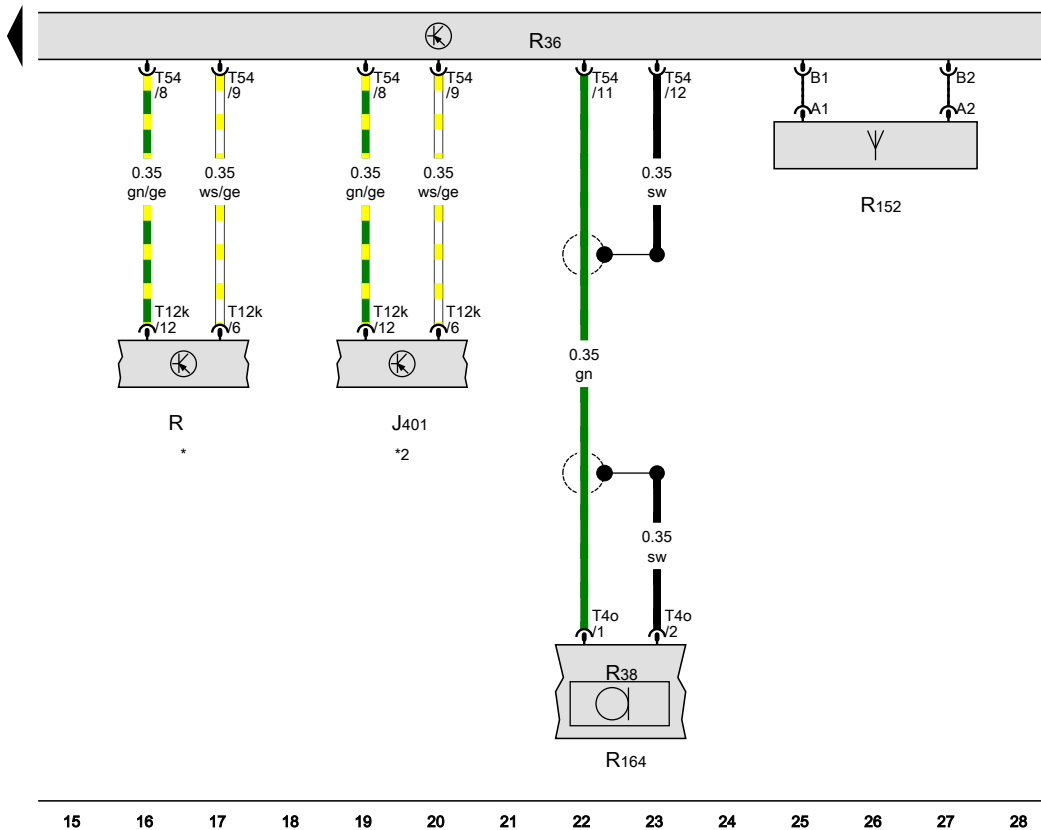 R36
T54 T54 T54 T54 T54 T54 B1 B2
/8 /9 /8 /9 /11 /12
A1 A2
0.35 0.35 0.35 0.35 0.35
gn/ge ws/ge gn/ge ws/ge sw
R152
T12k T12k T12k T12k
/12 /6 /12 /6
0.35
gn
R J401
* *2
0.35
sw
T4o T4o
/1 /2
R38
R164
15 16 17 18 19 20 21 22 23 24 25 26 27 28